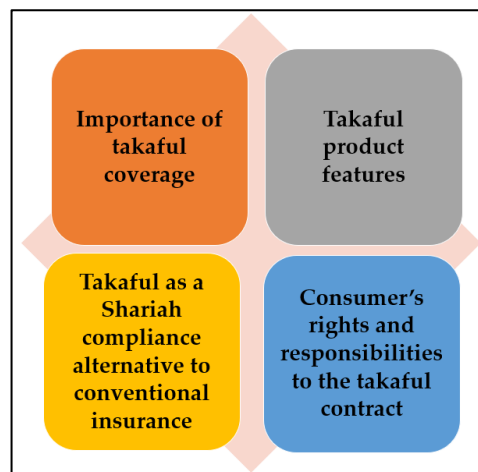 Importance of
takaful
coverage
Takaful
product
features
Takaful as a
Shariah
compliance
alternative to
conventional
insurance
Consumer's
rights and
responsibilities
to the takaful
contract